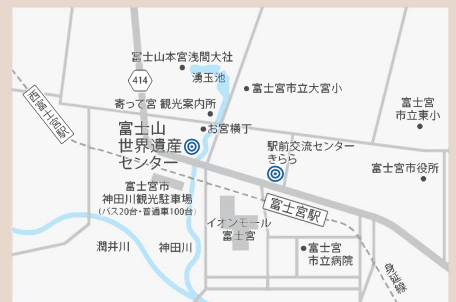 富士山本宮浅間大社
414
湧玉池
富士宮市立大宮小
西富士宮駅
寄って宮 観光案内所
富士宮
市立東小
お宮横丁
富士山
世界遺産
センター
駅前交流センター
きらら
富士宮市役所
富士宮市
神田川観光駐車場
(バス20台・普通車100台)
富士宮駅
イオンモール
富士宮
潤井川
神田川
富士宮
市立病院
身延線